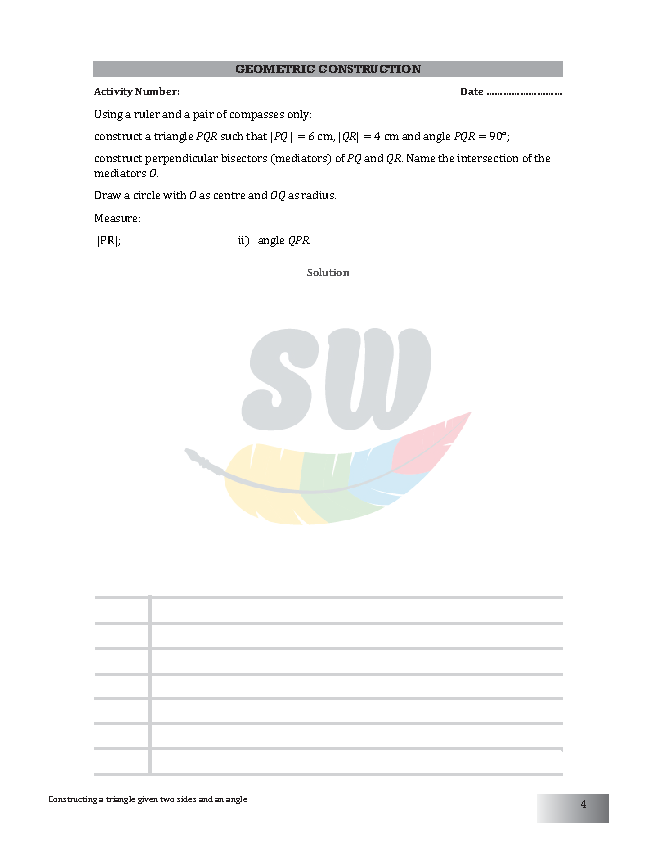 GEOMETRIC CONSTRUCTION
Activity Number: Date ............................
Using a ruler and a pair of compasses only:
construct a triangle PQR such that |PQ| = 6 cm, |QR| = 4 cm and angle PQR = 90°;
construct perpendicular bisectors (mediators) of PQ and QR. Name the intersection of the
mediators O.
Draw a circle with O as centre and OQ as radius.
Measure:
|PR|; ii) angle QPR.
Solution
SW
Constructing a triangle given two sides and an angle
4